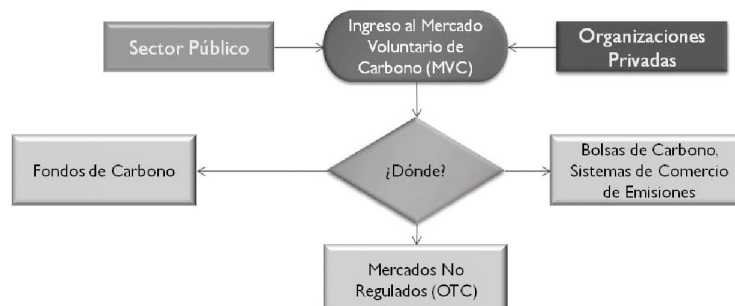 Sector Público
Ingreso al Mercado
Voluntario de
Carbono (MVC)
Organizaciones
Privadas
Fondos de Carbono
¿Dónde?
Bolsas de Carbono,
Sistemas de Comercio
de Emisiones
Mercados No
Regulados (OTC)